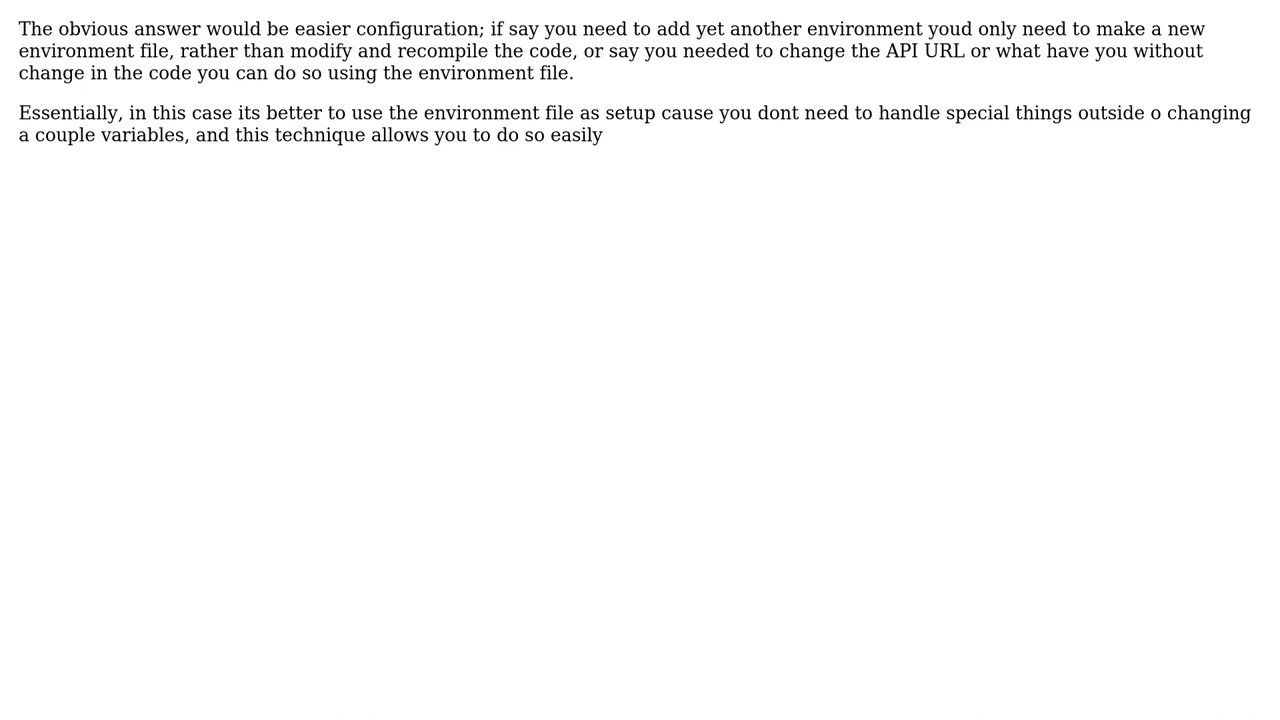 The obvious answer would be easier configuration; if say you need to add yet another environment youd only need to make a new
environment file, rather than modify and recompile the code, or say you needed to change the API URL or what have you without
change in the code you can do so using the environment file.
Essentially, in this case its better to use the environment file as setup cause you dont need to handle special things outside o changing
a couple variables, and this technique allows you to do so easily